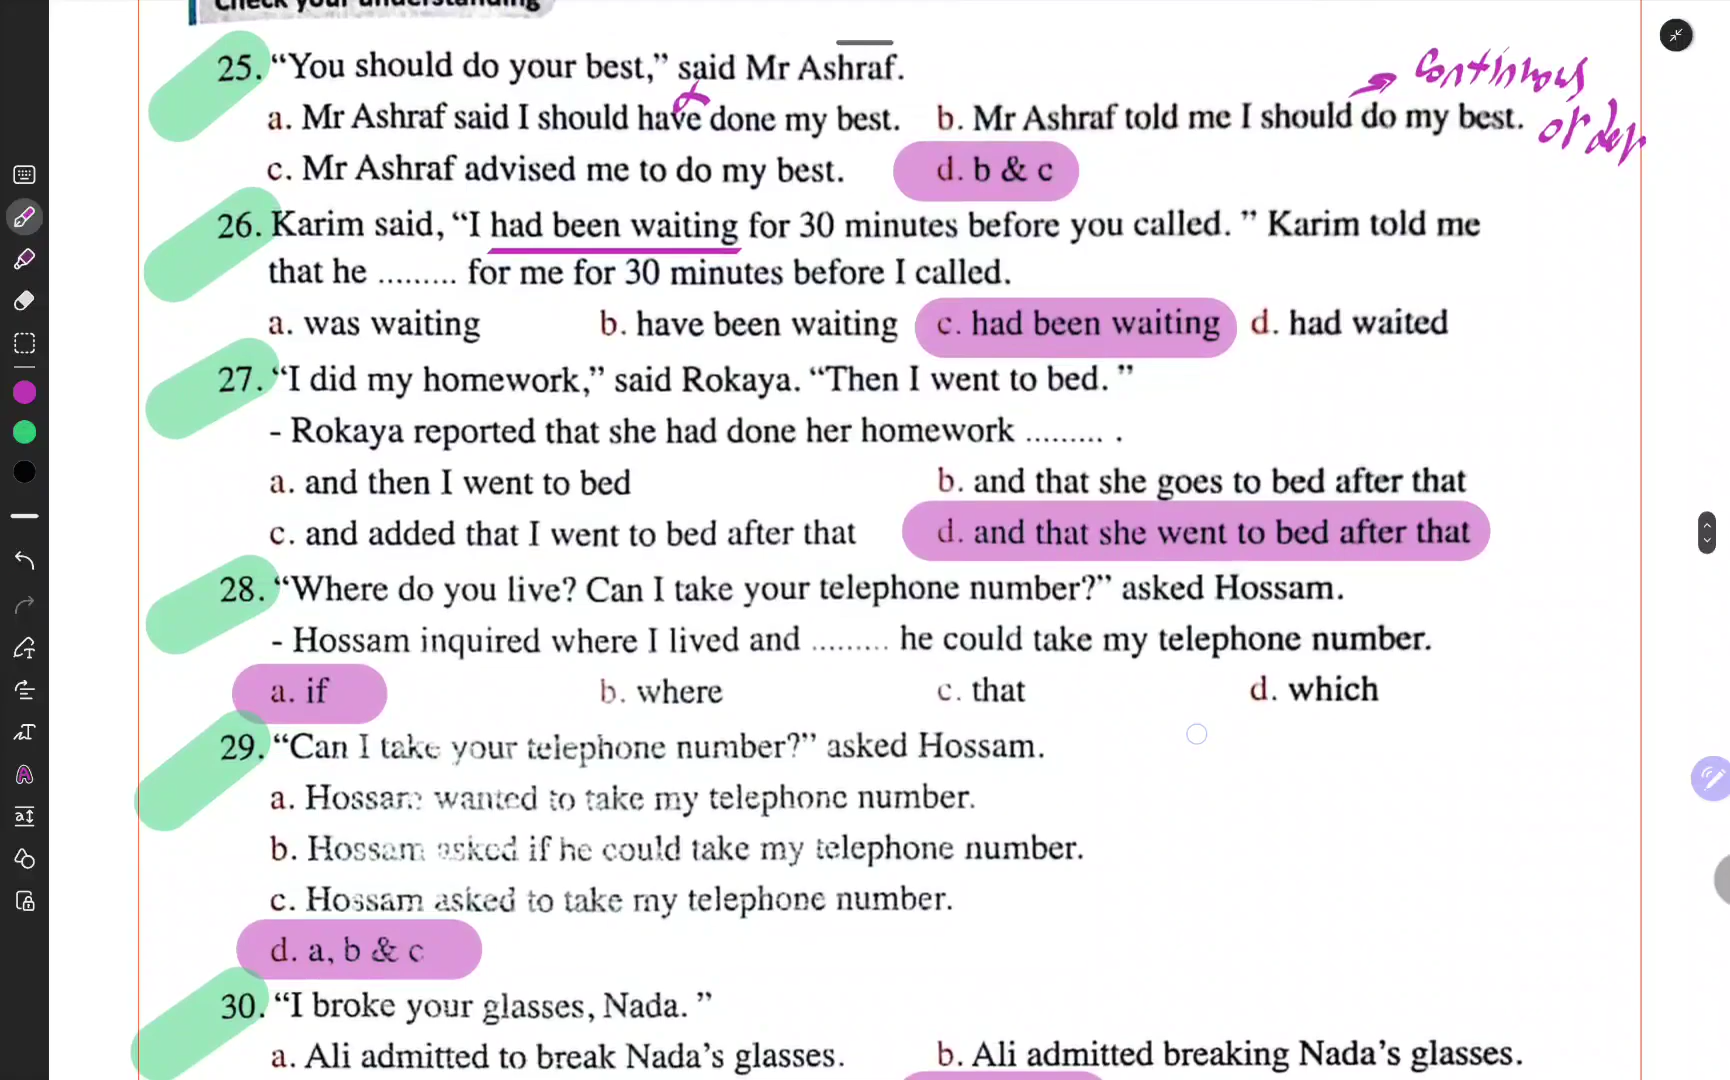 Check your understanding
25. “You should do your best,” said Mr Ashraf.
continuous
a. Mr Ashraf said I should have done my best. b. Mr Ashraf told me I should do my best.
or
c. Mr Ashraf advised me to do my best. d. b & c
26. Karim said, “I had been waiting for 30 minutes before you called. ” Karim told me
that he ......... for me for 30 minutes before I called.
a. was waiting b. have been waiting c. had been waiting d. had waited
27. “I did my homework,” said Rokaya. “Then I went to bed. ”
- Rokaya reported that she had done her homework ......... .
a. and then I went to bed b. and that she goes to bed after that
c. and added that I went to bed after that d. and that she went to bed after that
28. “Where do you live? Can I take your telephone number?” asked Hossam.
- Hossam inquired where I lived and ......... he could take my telephone number.
a. if b. where c. that d. which
29. “Can I take your telephone number?” asked Hossam.
a. Hossam wanted to take my telephone number.
b. Hossam asked if he could take my telephone number.
c. Hossam asked to take my telephone number.
d. a, b & c
30. “I broke your glasses, Nada. ”
a. Ali admitted to break Nada’s glasses. b. Ali admitted breaking Nada’s glasses.